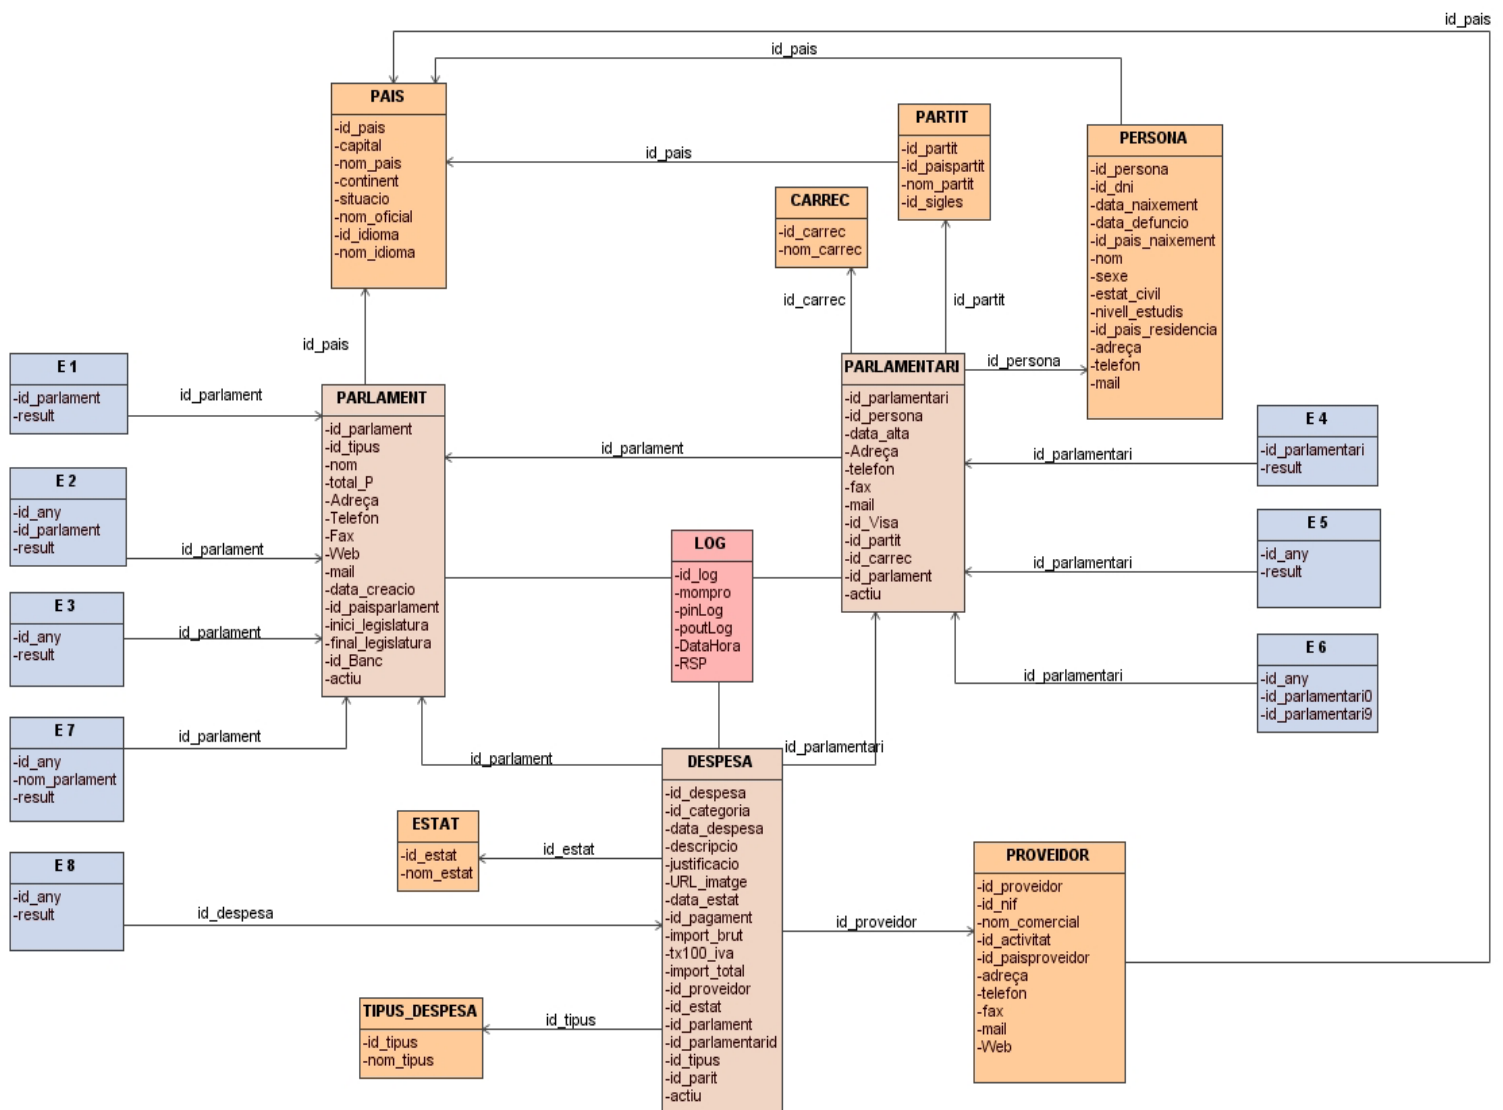 id_pais
id_pais
PAIS
-id_pais
-capital
-nom_pais
-continent
-situacio
-nom_oficial
-id_idioma
-nom_idioma
id_pais
PARTIT
-id_partit
-id_paispartit
-nom_partit
-id_sigles
PERSONA
-id_persona
-id_dni
-data_naixement
-data_defuncio
-id_pais_naixement
-nom
-sexe
-estat_civil
-nivell_estudis
-id_pais_residencia
-adreça
-telefon
-mail
CARREC
-id_carrec
-nom_carrec
id_carrec
id_partit
id_pais
id_persona
E 1
-id_parlament
-result
id_parlament
PARLAMENT
-id_parlament
-id_tipus
-nom
-total_P
-Adreça
-Telefon
-Fax
-Web
-mail
-data_creacio
-id_paisparlament
-inici_legislatura
-final_legislatura
-id_Banc
-actiu
id_parlament
PARLAMENTARI
-id_parlamentari
-id_persona
-data_alta
-Adreça
-telefon
-fax
-mail
-id_Visa
-id_partit
-id_carrec
-id_parlament
-actiu
id_parlamentari
E 4
-id_parlamentari
-result
E 2
-id_any
-id_parlament
-result
id_parlament
LOG
-id_log
-mompro
-pinLog
-poutLog
-DataHora
-RSP
id_parlamentari
E 5
-id_any
-result
E 3
-id_any
-result
id_parlament
id_parlamentari
E 6
-id_any
-id_parlamentari0
-id_parlamentari9
E 7
-id_any
-nom_parlament
-result
id_parlament
id_parlament
id_parlamentari
DESPESA
-id_despesa
-id_categoria
-data_despesa
-descripcio
-justificacio
-URL_imatge
-data_estat
-id_pagament
-import_brut
-tx100_iva
-import_total
-id_proveidor
-id_estat
-id_parlament
-id_parlamentarid
-id_tipus
-id_parit
-actiu
ESTAT
-id_estat
-nom_estat
id_estat
E 8
-id_any
-result
id_despesa
id_proveidor
PROVEIDOR
-id_proveidor
-id_nif
-nom_comercial
-id_activitat
-id_paisproveidor
-adreça
-telefon
-fax
-mail
-Web
TIPUS_DESPESA
-id_tipus
-nom_tipus
id_tipus